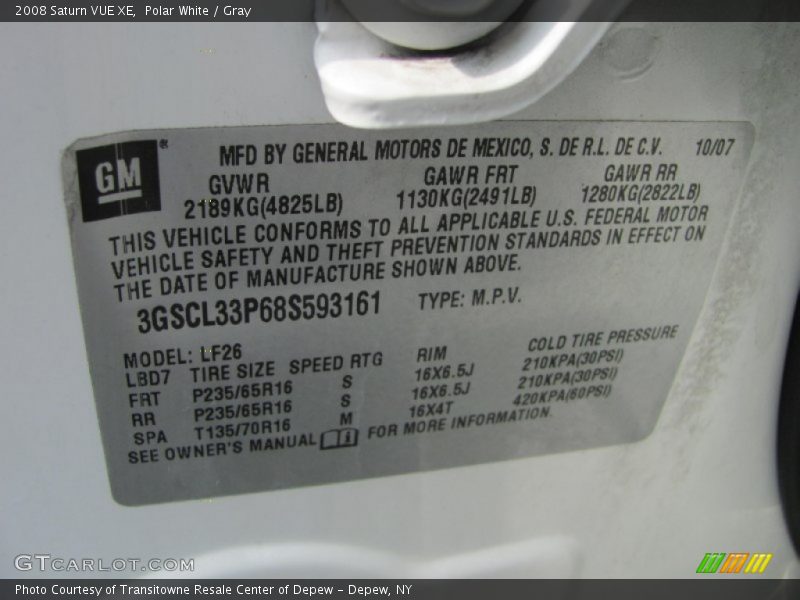 2008 Saturn VUE XE, Polar White / Gray
GM®
MFD BY GENERAL MOTORS DE MEXICO, S. DE R.L. DE C.V. 10/07
GVWR GAWR FRT GAWR RR
2189KG(4825LB) 1130KG(2491LB) 1280KG(2822LB)
THIS VEHICLE CONFORMS TO ALL APPLICABLE U.S. FEDERAL MOTOR
VEHICLE SAFETY AND THEFT PREVENTION STANDARDS IN EFFECT ON
THE DATE OF MANUFACTURE SHOWN ABOVE.
3GSCL33P68S593161 TYPE: M.P.V.
MODEL: LF26
LBD7 TIRE SIZE SPEED RTG RIM COLD TIRE PRESSURE
FRT P235/65R16 S 16X6.5J 210KPA(30PSI)
RR P235/65R16 S 16X6.5J 210KPA(30PSI)
SPA T135/70R16 M 16X4T 420KPA(60PSI)
SEE OWNER'S MANUAL FOR MORE INFORMATION.
GTCARLOT.COM
Photo Courtesy of Transitowne Resale Center of Depew – Depew, NY